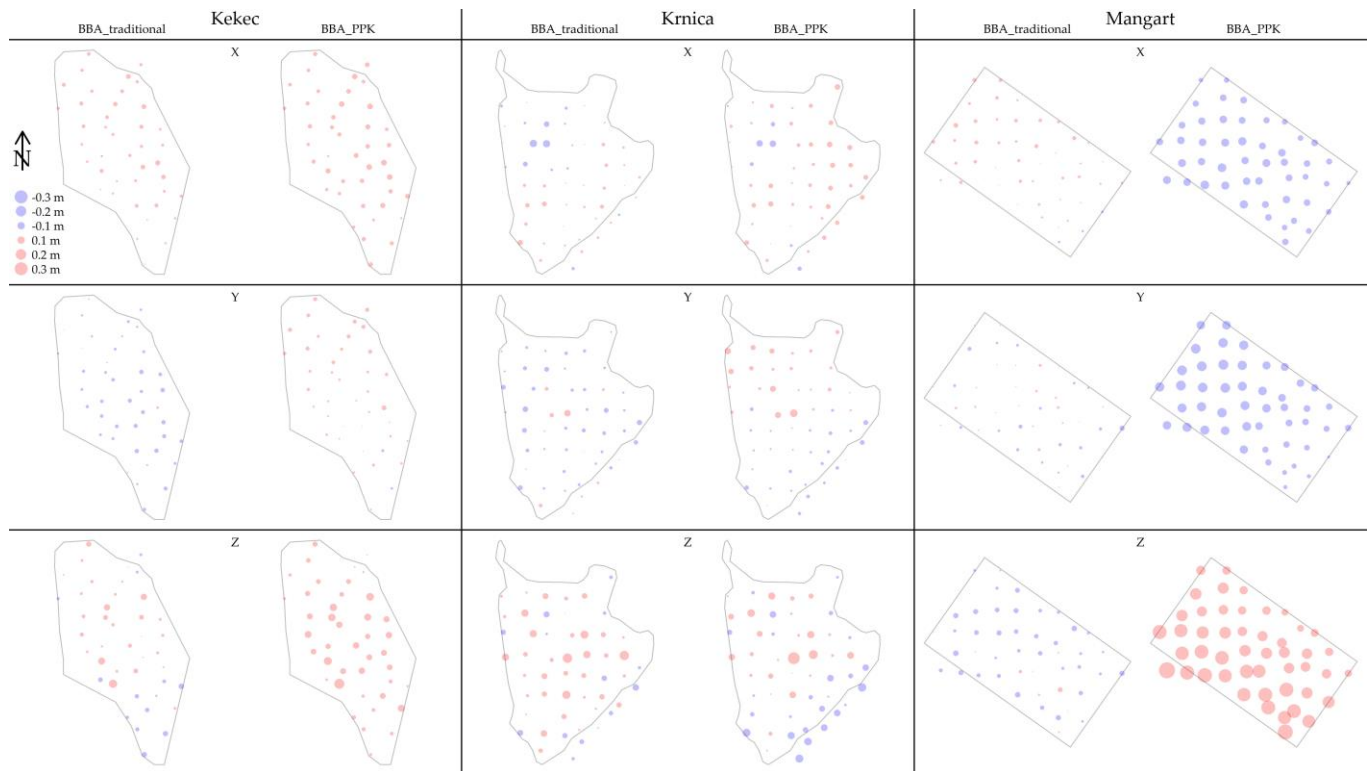 Kekec Krnica Mangart
BBA_traditional BBA_PPK BBA_traditional BBA_PPK BBA_traditional BBA_PPK
X X X
N
-0.3 m
-0.2 m
-0.1 m
0.1 m
0.2 m
0.3 m
Y Y Y
Z Z Z